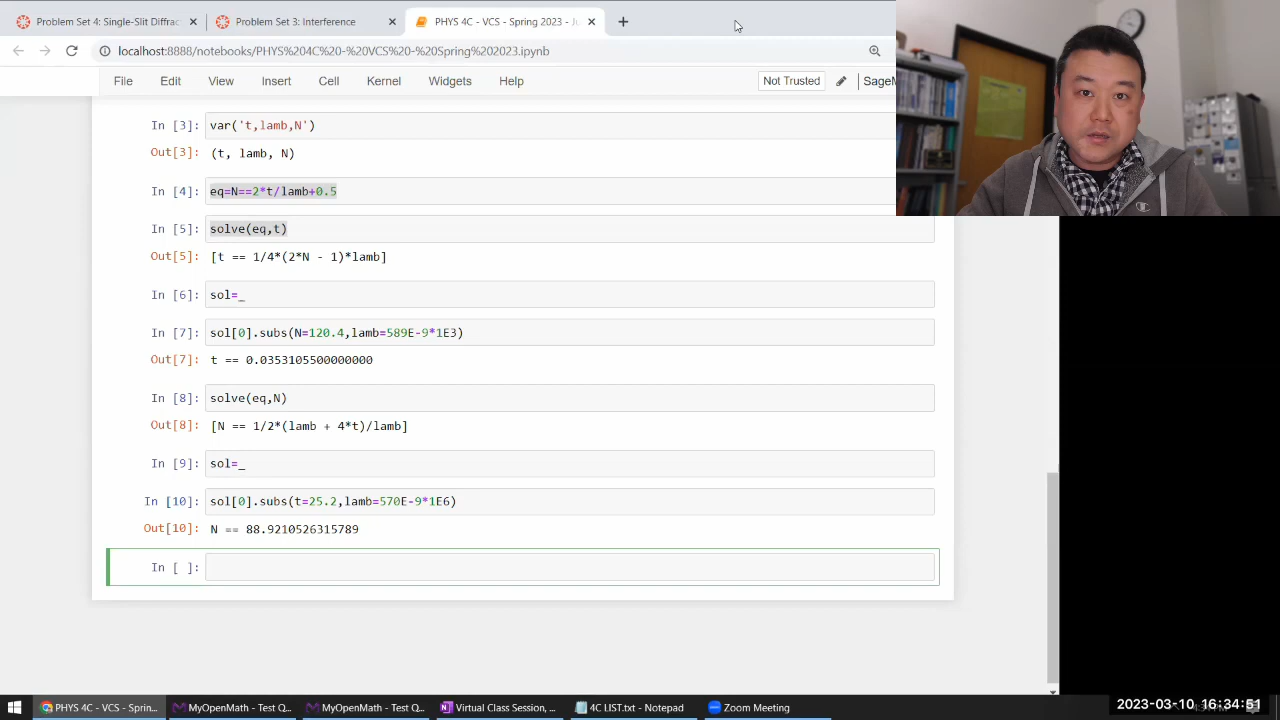 Problem Set 4: Single-Slit Diffrac
Problem Set 3: Interference
PHYS 4C - VCS - Spring 2023 - Ju
localhost:8888/notebooks/PHYS%204C%20-%20VCS%20-%20Spring%202023.ipynb
File Edit View Insert Cell Kernel Widgets Help Not Trusted SageM
In [3]: var('t,lamb,N')
Out[3]: (t, lamb, N)
In [4]: eq=N==2*t/lamb+0.5
In [5]: solve(eq,t)
Out[5]: [t == 1/4*(2*N - 1)*lamb]
In [6]: sol=_
In [7]: sol[0].subs(N=120.4,lamb=589E-9*1E3)
Out[7]: t == 0.0353105500000000
In [8]: solve(eq,N)
Out[8]: [N == 1/2*(lamb + 4*t)/lamb]
In [9]: sol=_
In [10]: sol[0].subs(t=25.2,lamb=570E-9*1E6)
Out[10]: N == 88.9210526315789
In [ ]:
PHYS 4C - VCS - Sprin... MyOpenMath - Test Q... MyOpenMath - Test Q... Virtual Class Session, ... 4C LIST.txt - Notepad Zoom Meeting
2023-03-10 16:34:51